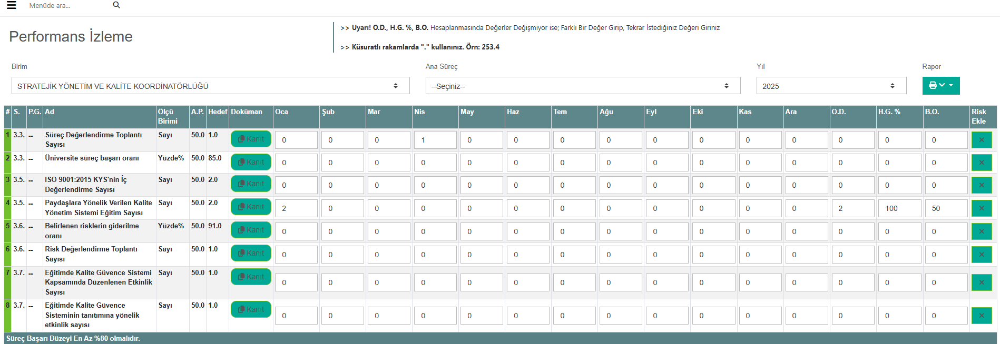 Menüde ara...
Performans İzleme
>> Uyarı! O.D., H.G. %, B.O. Hesaplanmasında Değerler Değişmiyor ise; Farklı Bir Değer Girip, Tekrar İstediğiniz Değeri Giriniz
>> Küsuratlı rakamlarda "." kullanınız. Örn: 253.4
Birim Ana Süreç Yıl Rapor
STRATEJİK YÖNETİM VE KALİTE KOORDİNATÖRLÜĞÜ --Seçiniz-- 2025
# S. P.G. Ad Ölçü Birimi A.P. Hedef Doküman Oca Şub Mar Nis May Haz Tem Ağu Eyl Eki Kas Ara O.D. H.G. % B.O. Risk Ekle
1 3.3. -- Süreç Değerlendirme Toplantı Sayısı Sayı 50.0 1.0 Kanıt 0 0 0 1 0 0 0 0 0 0 0 0 0 0 0
2 3.3. -- Üniversite süreç başarı oranı Yüzde% 50.0 85.0 Kanıt 0 0 0 0 0 0 0 0 0 0 0 0 0 0 0
3 3.5. -- ISO 9001:2015 KYS'nin İç Değerlendirme Sayısı Sayı 50.0 2.0 Kanıt 0 0 0 0 0 0 0 0 0 0 0 0 0 0 0
4 3.5. -- Paydaşlara Yönelik Verilen Kalite Yönetim Sistemi Eğitim Sayısı Sayı 50.0 2.0 Kanıt 2 0 0 0 0 0 0 0 0 0 0 0 2 100 50
5 3.6. -- Belirlenen risklerin giderilme oranı Yüzde% 50.0 91.0 Kanıt 0 0 0 0 0 0 0 0 0 0 0 0 0 0 0
6 3.6. -- Risk Değerlendirme Toplantı Sayısı Sayı 50.0 1.0 Kanıt 0 0 0 0 0 0 0 0 0 0 0 0 0 0 0
7 3.7. -- Eğitimde Kalite Güvence Sistemi Kapsamında Düzenlenen Etkinlik Sayısı Sayı 50.0 1.0 Kanıt 0 0 0 0 0 0 0 0 0 0 0 0 0 0 0
8 3.7. -- Eğitimde Kalite Güvence Sisteminin tanıtımına yönelik etkinlik sayısı Sayı 50.0 1.0 Kanıt 0 0 0 0 0 0 0 0 0 0 0 0 0 0 0
Süreç Başarı Düzeyi En Az %80 olmalıdır.